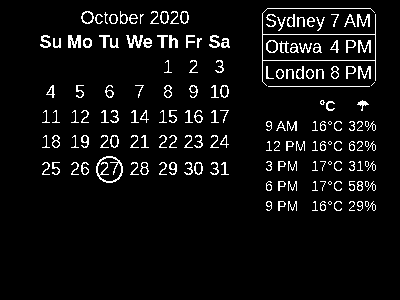 October 2020
Su Mo Tu We Th Fr Sa
1 2 3
4 5 6 7 8 9 10
11 12 13 14 15 16 17
18 19 20 21 22 23 24
25 26 27 28 29 30 31
Sydney 7 AM
Ottawa 4 PM
London 8 PM
°C ☂
9 AM 16°C 32%
12 PM 16°C 62%
3 PM 17°C 31%
6 PM 17°C 58%
9 PM 16°C 29%